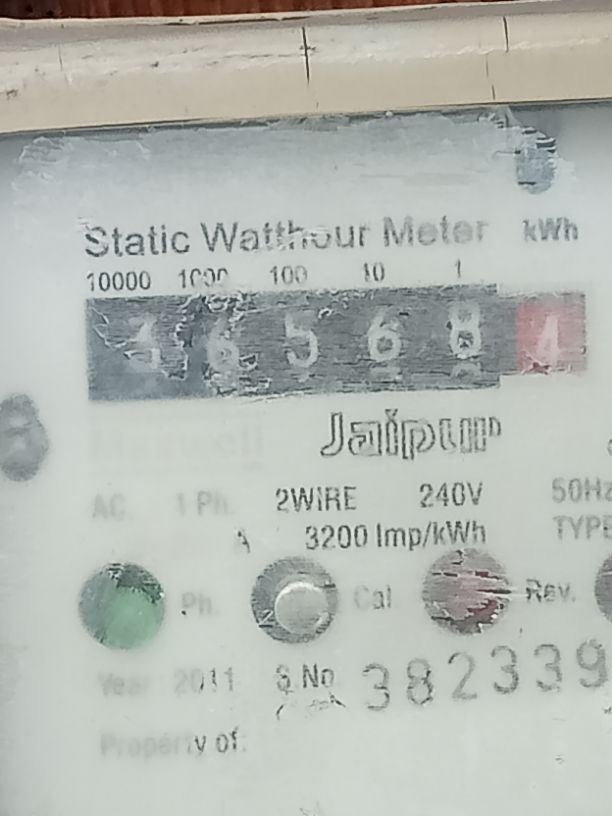 Static Watthour Meter kWh
10000 1000 100 10 1
6 5 6 8 4
Jaipur
AC 1 Ph. 2WIRE 240V 50Hz
3200 Imp/kWh TYPE
Ph. Cal. Rev.
Year 2011 S.No. 382339
Property of: